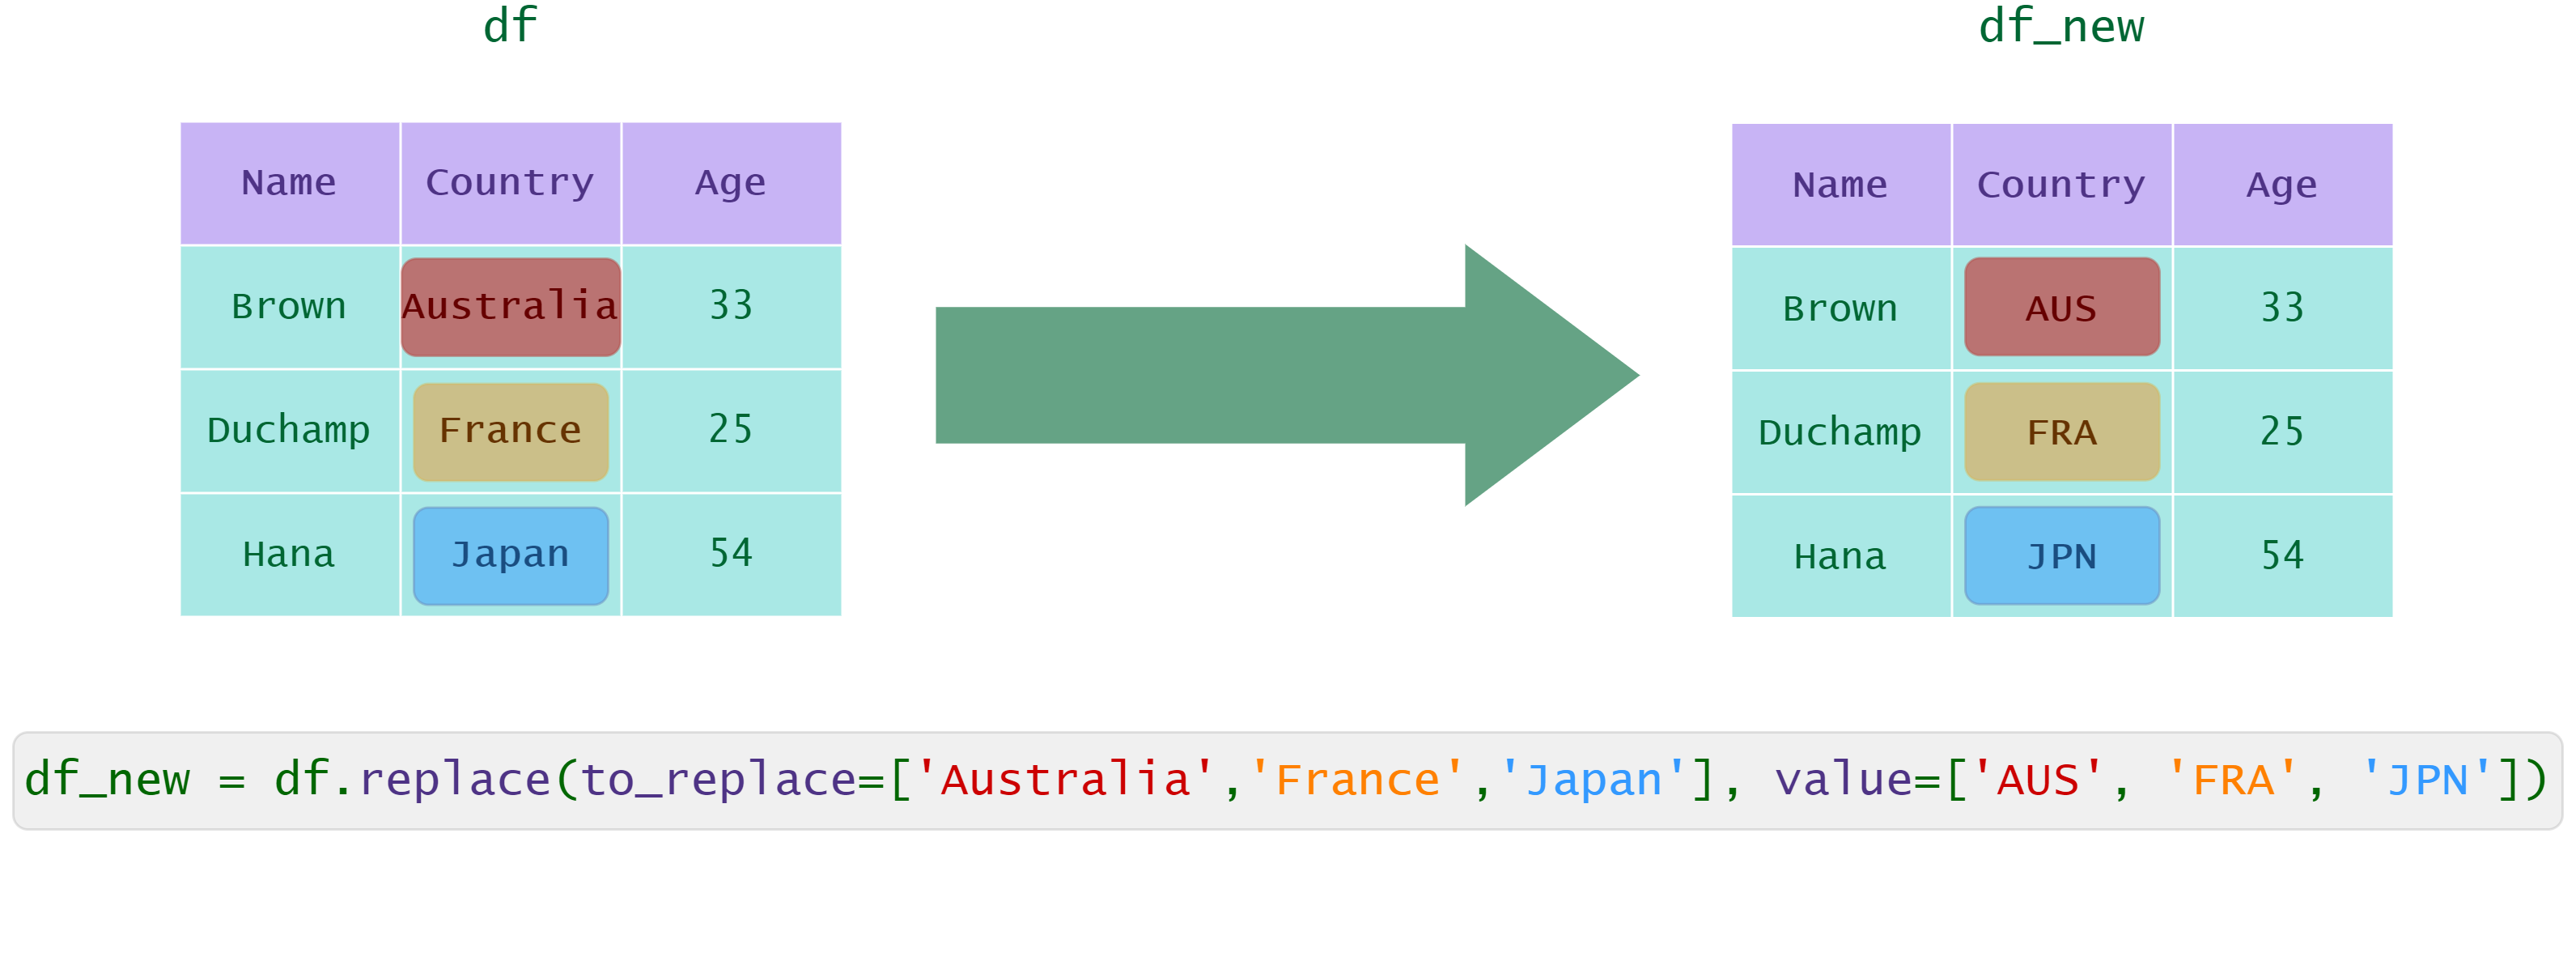 df
Name Country Age
Brown Australia 33
Duchamp France 25
Hana Japan 54
df_new
Name Country Age
Brown AUS 33
Duchamp FRA 25
Hana JPN 54
df_new = df.replace(to_replace=['Australia','France','Japan'], value=['AUS', 'FRA', 'JPN'])